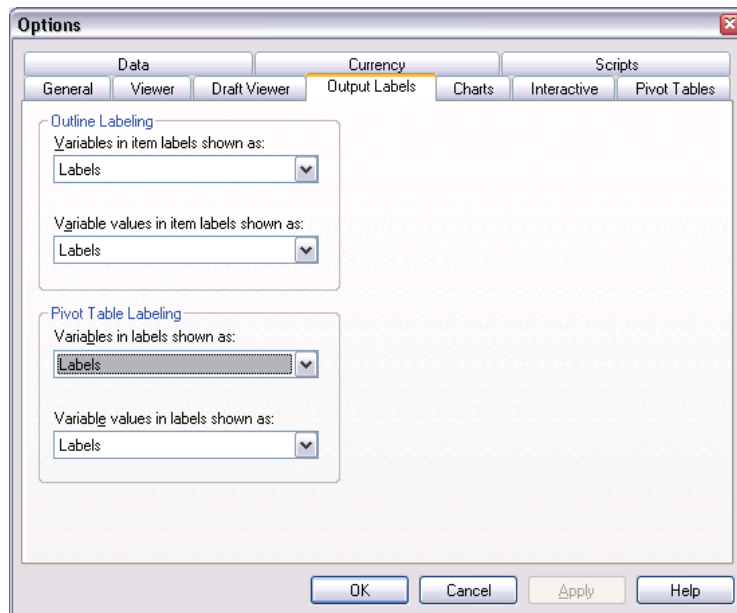 Options
Data Currency Scripts
General Viewer Draft Viewer Output Labels Charts Interactive Pivot Tables
Outline Labeling
Variables in item labels shown as:
Labels
Variable values in item labels shown as:
Labels
Pivot Table Labeling
Variables in labels shown as:
Labels
Variable values in labels shown as:
Labels
OK Cancel Apply Help